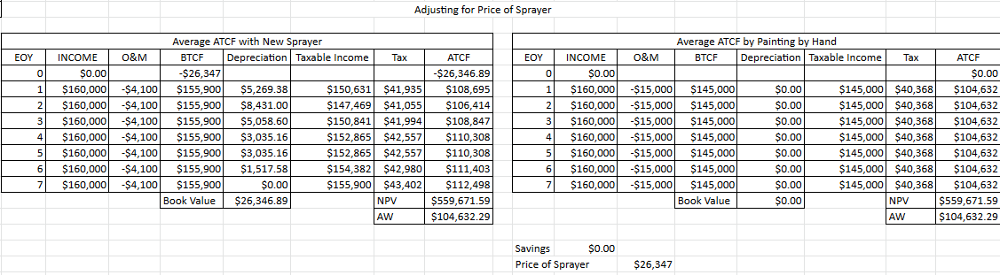 Adjusting for Price of Sprayer
Average ATCF with New Sprayer Average ATCF by Painting by Hand
EOY INCOME O&M BTCF Depreciation Taxable Income Tax ATCF EOY INCOME O&M BTCF Depreciation Taxable Income Tax ATCF
0 $0.00 -$26,347 -$26,346.89 0 $0.00 $0.00
1 $160,000 -$4,100 $155,900 $5,269.38 $150,631 $41,935 $108,695 1 $160,000 -$15,000 $145,000 $0.00 $145,000 $40,368 $104,632
2 $160,000 -$4,100 $155,900 $8,431.00 $147,469 $41,055 $106,414 2 $160,000 -$15,000 $145,000 $0.00 $145,000 $40,368 $104,632
3 $160,000 -$4,100 $155,900 $5,058.60 $150,841 $41,994 $108,847 3 $160,000 -$15,000 $145,000 $0.00 $145,000 $40,368 $104,632
4 $160,000 -$4,100 $155,900 $3,035.16 $152,865 $42,557 $110,308 4 $160,000 -$15,000 $145,000 $0.00 $145,000 $40,368 $104,632
5 $160,000 -$4,100 $155,900 $3,035.16 $152,865 $42,557 $110,308 5 $160,000 -$15,000 $145,000 $0.00 $145,000 $40,368 $104,632
6 $160,000 -$4,100 $155,900 $1,517.58 $154,382 $42,980 $111,403 6 $160,000 -$15,000 $145,000 $0.00 $145,000 $40,368 $104,632
7 $160,000 -$4,100 $155,900 $0.00 $155,900 $43,402 $112,498 7 $160,000 -$15,000 $145,000 $0.00 $145,000 $40,368 $104,632
Book Value $26,346.89 NPV $559,671.59 Book Value $0.00 NPV $559,671.59
AW $104,632.29 AW $104,632.29
Savings $0.00
Price of Sprayer $26,347